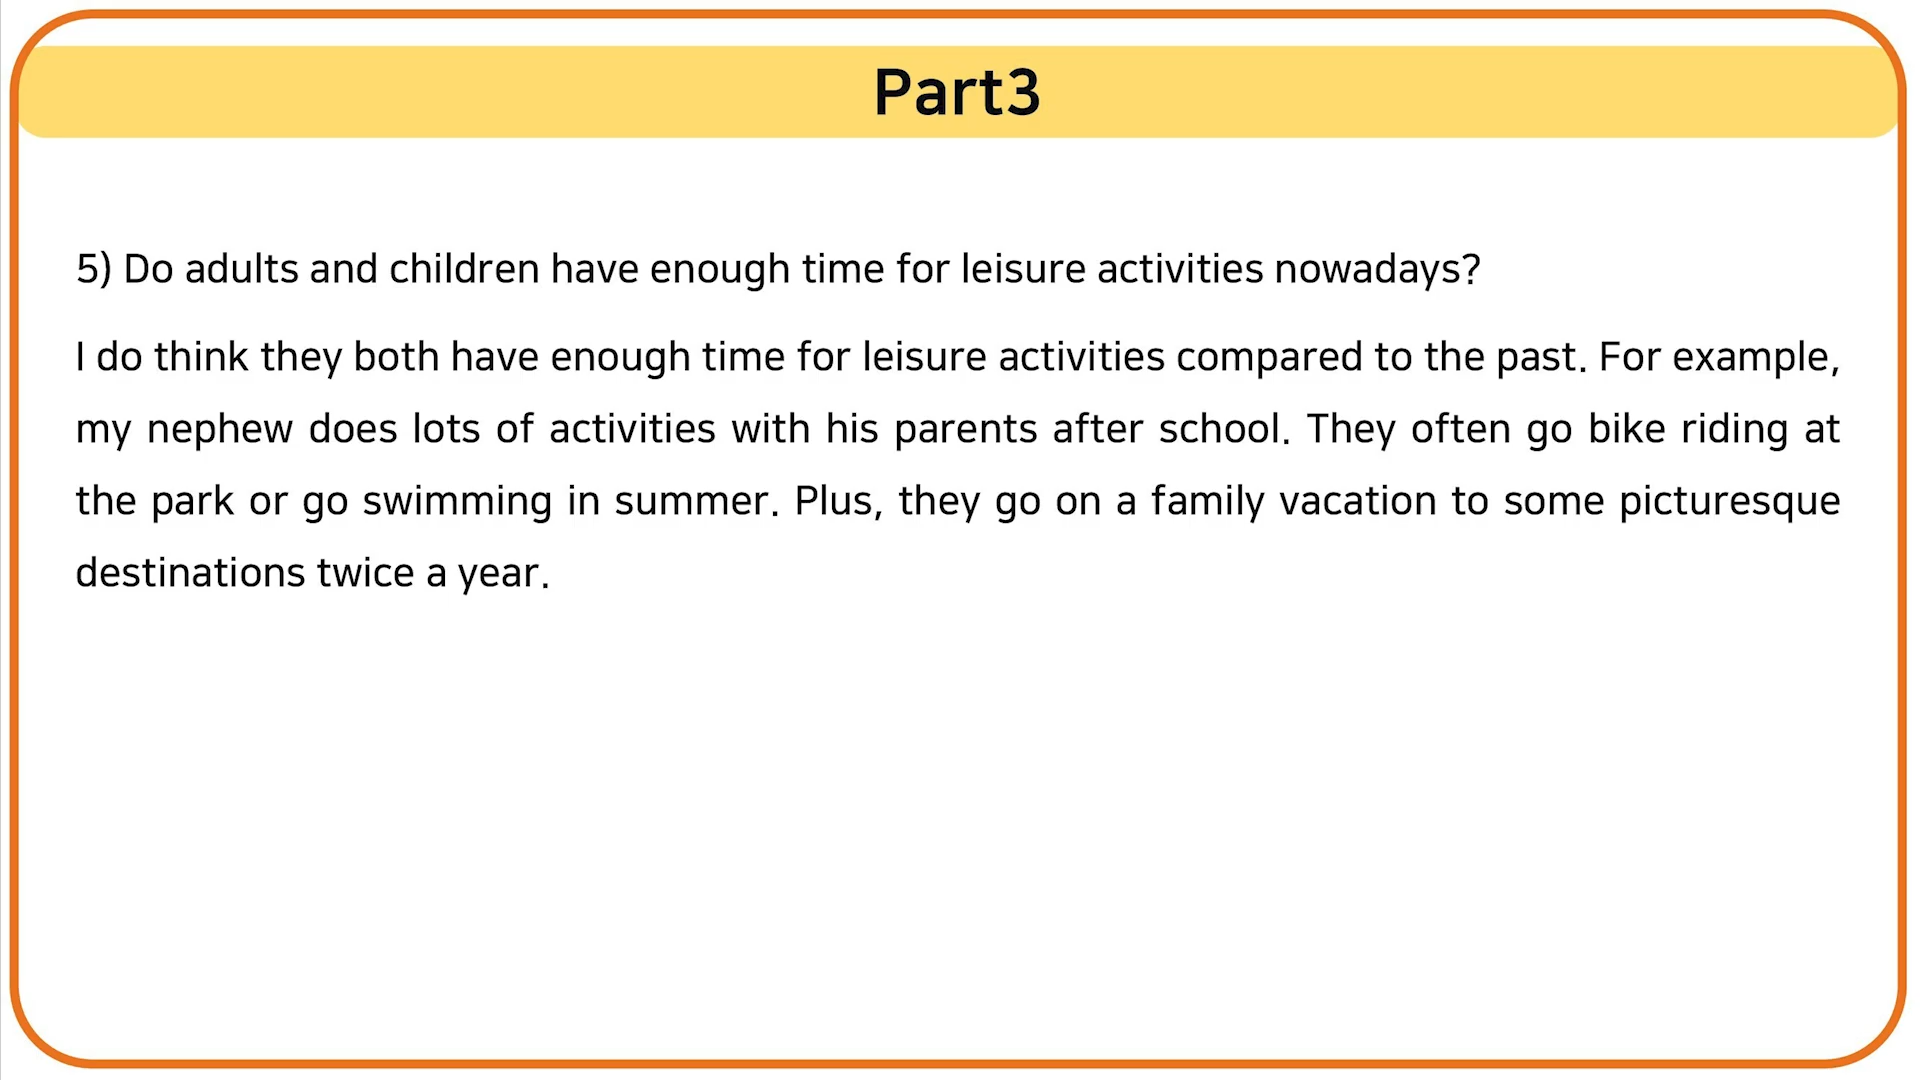 Part3
5) Do adults and children have enough time for leisure activities nowadays?
I do think they both have enough time for leisure activities compared to the past. For example,
my nephew does lots of activities with his parents after school. They often go bike riding at
the park or go swimming in summer. Plus, they go on a family vacation to some picturesque
destinations twice a year.